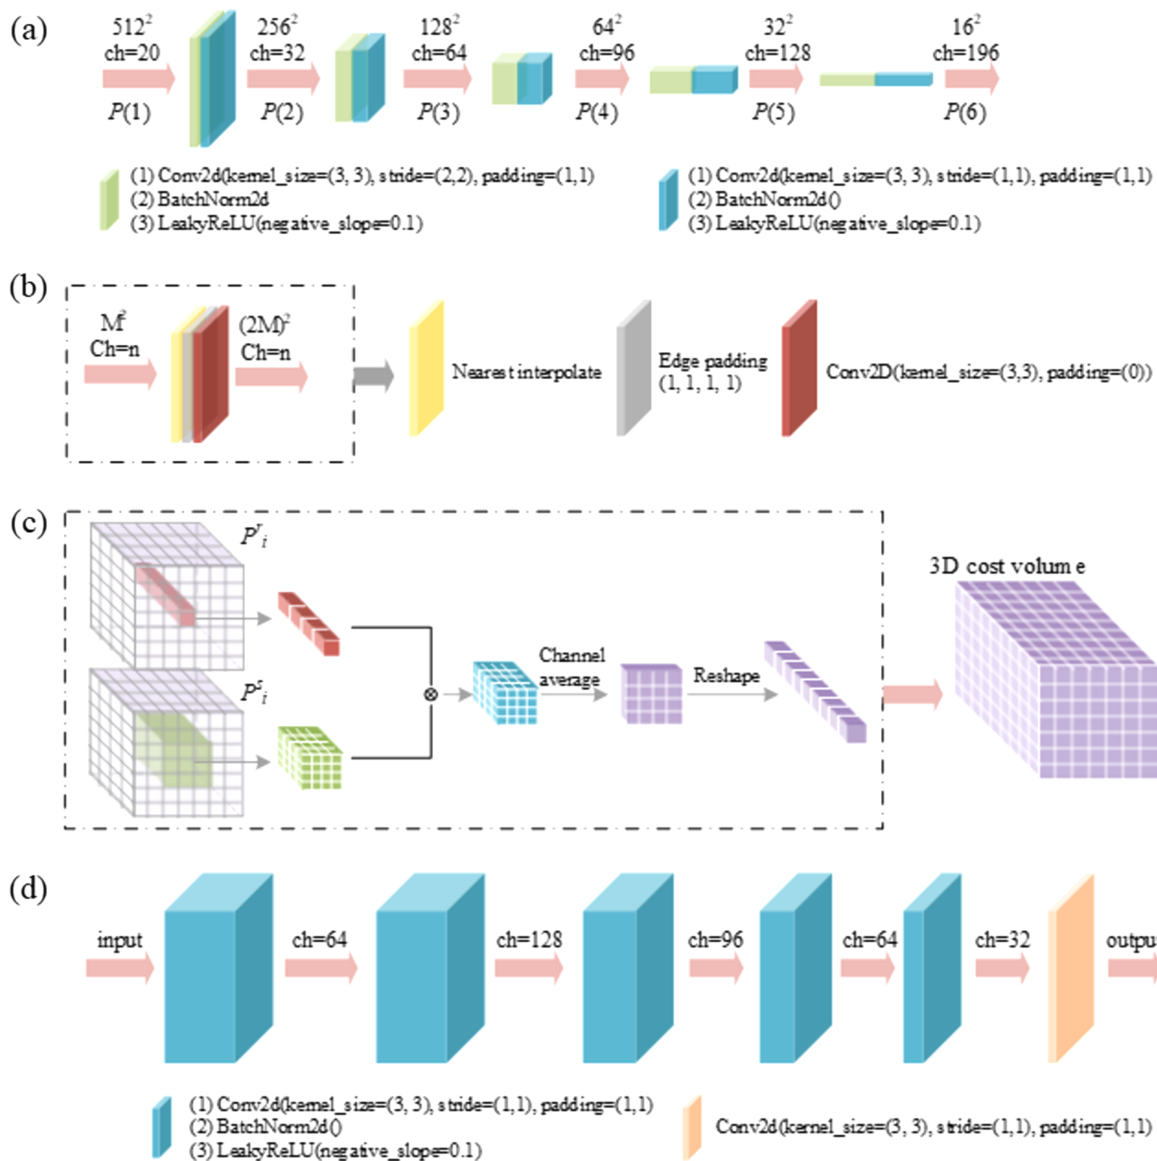 (a)
512² 256² 128² 64² 32² 16²
ch=20 ch=32 ch=64 ch=96 ch=128 ch=196
P(1) P(2) P(3) P(4) P(5) P(6)
(1) Conv2d(kernel_size=(3, 3), stride=(2,2), padding=(1,1)
(2) BatchNorm2d
(3) LeakyReLU(negative_slope=0.1)
(1) Conv2d(kernel_size=(3, 3), stride=(1,1), padding=(1,1)
(2) BatchNorm2d()
(3) LeakyReLU(negative_slope=0.1)
(b)
M² (2M)²
Ch=n Ch=n
Nearest interpolate
Edge padding
(1, 1, 1, 1)
Conv2D(kernel_size=(3,3), padding=(0))
(c)
Pʳᵢ
Pˢᵢ
⊗
Channel
average
Reshape
3D cost volume
(d)
input ch=64 ch=128 ch=96 ch=64 ch=32 output
(1) Conv2d(kernel_size=(3, 3), stride=(1,1), padding=(1,1)
(2) BatchNorm2d()
(3) LeakyReLU(negative_slope=0.1)
Conv2d(kernel_size=(3, 3), stride=(1,1), padding=(1,1)